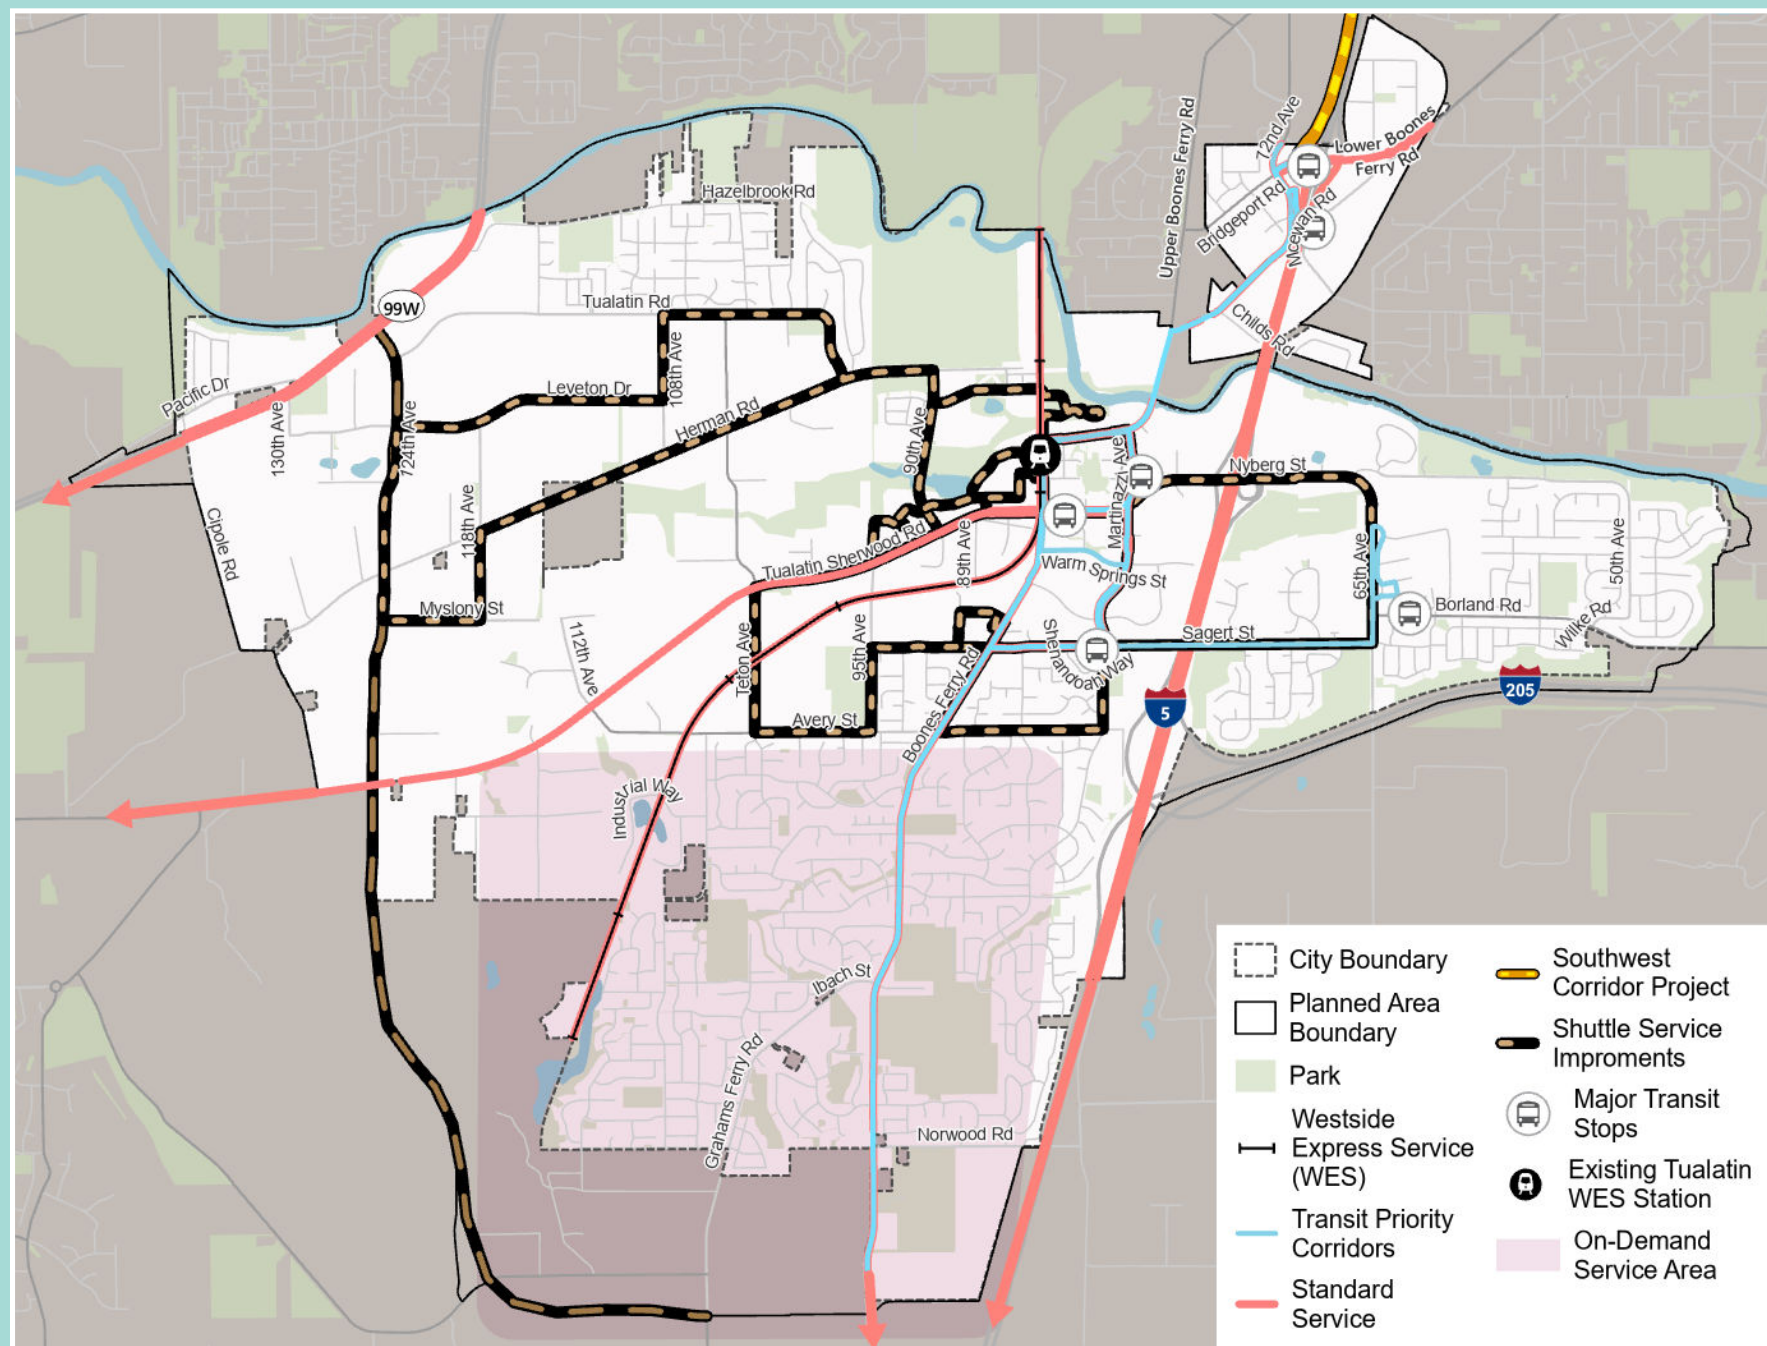 Upper Boones Ferry Rd
72nd Ave
Lower Boones
Ferry Rd
Bridgeport Rd
Mcewan Rd
Hazelbrook Rd
99W
Tualatin Rd
Childs Rd
Pacific Dr
130th Ave
124th Ave
Leveton Dr
108th Ave
Herman Rd
90th Ave
Martinazzi Ave
Nyberg St
Cipole Rd
118th Ave
Tualatin Sherwood Rd
89th Ave
Warm Springs St
65th Ave
50th Ave
Myslony St
Borland Rd
Wilke Rd
112th Ave
Teton Ave
95th Ave
Boones Ferry Rd
Shenandoah Way
Sagert St
205
5
Avery St
Industrial Way
Ibach St
Grahams Ferry Rd
Norwood Rd
City Boundary
Planned Area
Boundary
Park
Westside
Express Service
(WES)
Transit Priority
Corridors
Standard
Service
Southwest
Corridor Project
Shuttle Service
Improments
Major Transit
Stops
Existing Tualatin
WES Station
On-Demand
Service Area